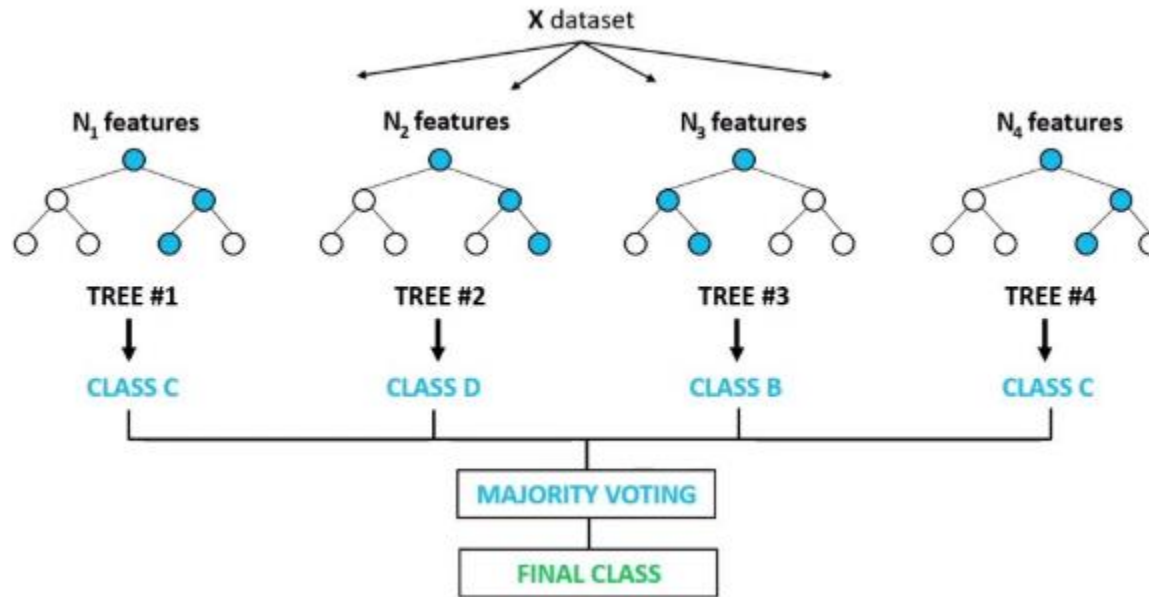 X dataset
N₁ features N₂ features N₃ features N₄ features
TREE #1 TREE #2 TREE #3 TREE #4
CLASS C CLASS D CLASS B CLASS C
MAJORITY VOTING
FINAL CLASS